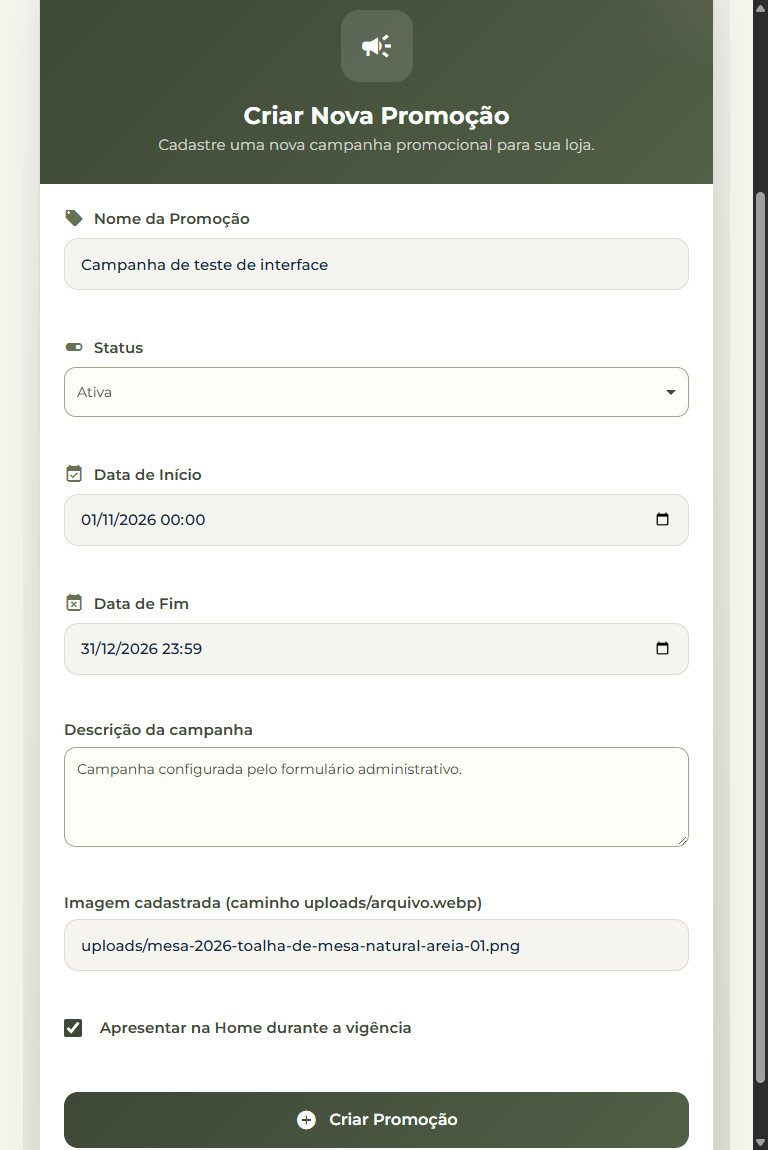 Criar Nova Promoção
Cadastre uma nova campanha promocional para sua loja.
Nome da Promoção
Campanha de teste de interface
Status
Ativa
Data de Início
01/11/2026 00:00
Data de Fim
31/12/2026 23:59
Descrição da campanha
Campanha configurada pelo formulário administrativo.
Imagem cadastrada (caminho uploads/arquivo.webp)
uploads/mesa-2026-toalha-de-mesa-natural-areia-01.png
Apresentar na Home durante a vigência
Criar Promoção